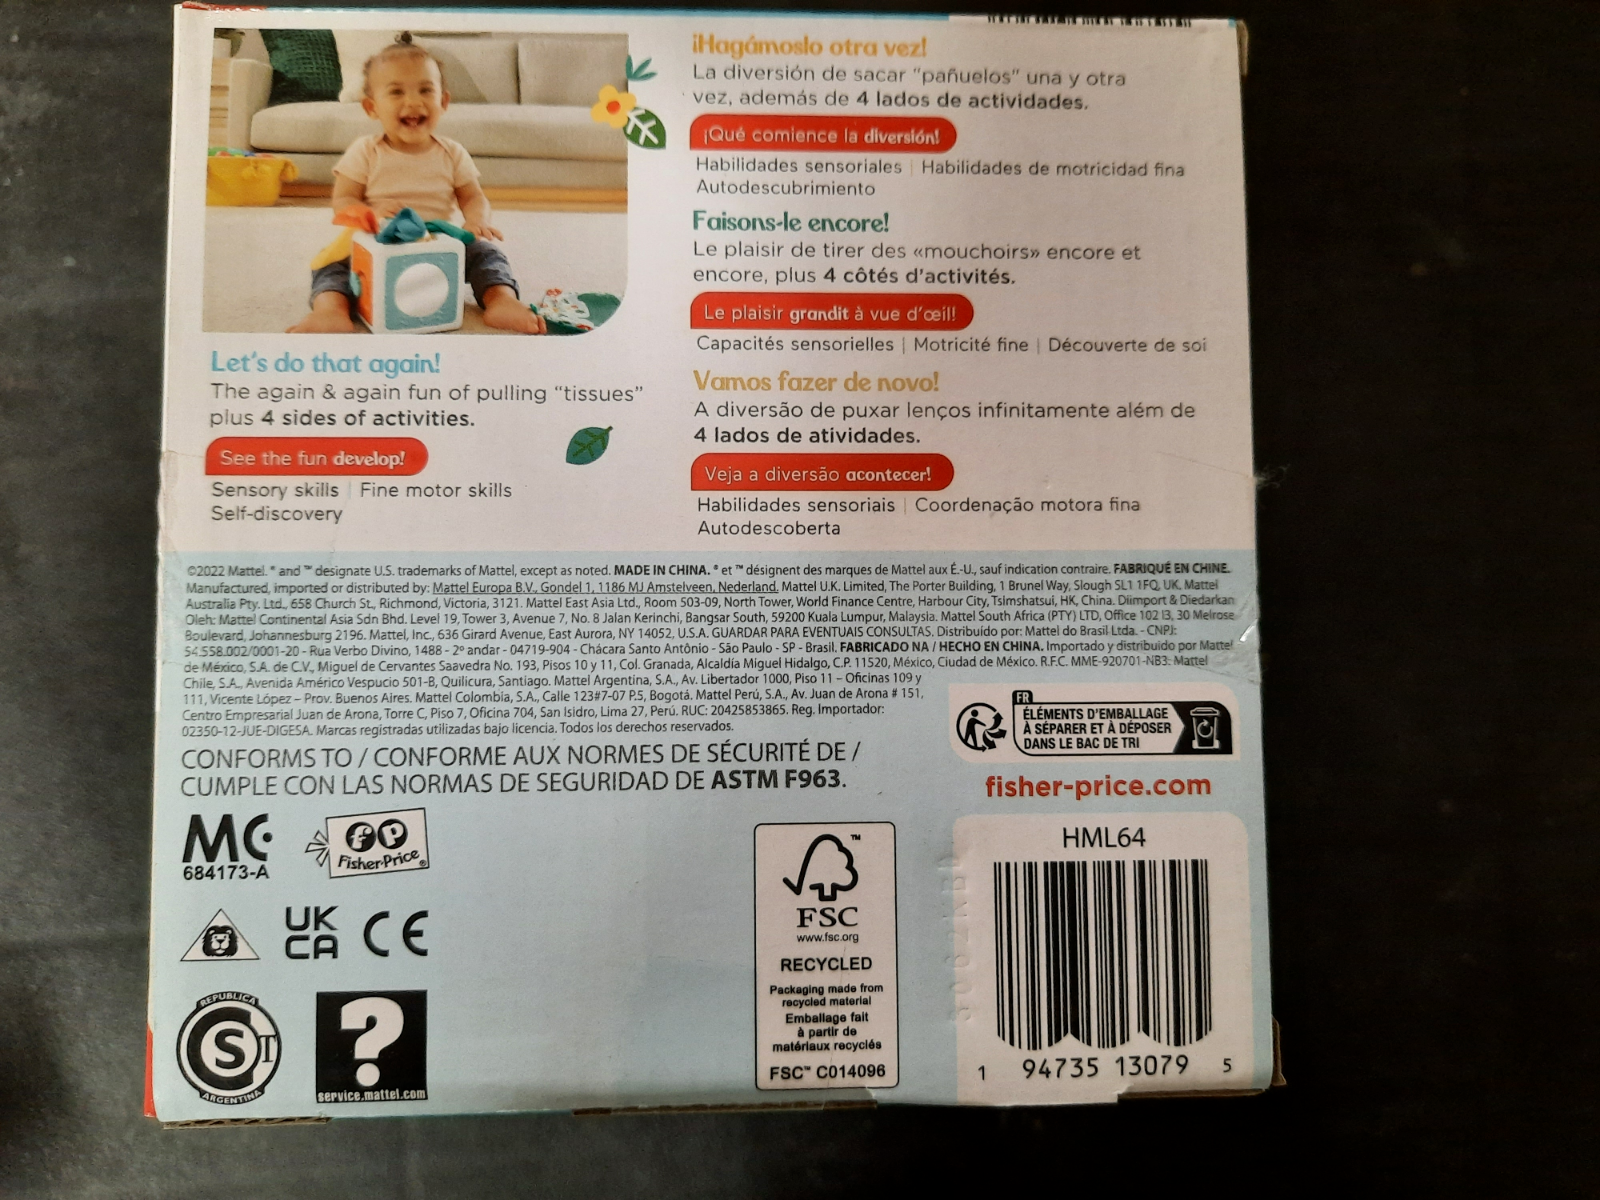 Let's do that again!
The again & again fun of pulling "tissues"
plus 4 sides of activities.
See the fun develop!
Sensory skills | Fine motor skills
Self-discovery
¡Hagámoslo otra vez!
La diversión de sacar "pañuelos" una y otra
vez, además de 4 lados de actividades.
¡Qué comience la diversión!
Habilidades sensoriales | Habilidades de motricidad fina
Autodescubrimiento
Faisons-le encore!
Le plaisir de tirer des «mouchoirs» encore et
encore, plus 4 côtés d'activités.
Le plaisir grandit à vue d'œil!
Capacités sensorielles | Motricité fine | Découverte de soi
Vamos fazer de novo!
A diversão de puxar lenços infinitamente além de
4 lados de atividades.
Veja a diversão acontecer!
Habilidades sensoriais | Coordenação motora fina
Autodescoberta
©2022 Mattel. ® and ™ designate U.S. trademarks of Mattel, except as noted. MADE IN CHINA. ® et ™ désignent des marques de Mattel aux É.-U., sauf indication contraire. FABRIQUÉ EN CHINE.
Manufactured, imported or distributed by: Mattel Europa B.V., Gondel 1, 1186 MJ Amstelveen, Nederland. Mattel U.K. Limited, The Porter Building, 1 Brunel Way, Slough SL1 1FQ, UK. Mattel
Australia Pty. Ltd., 658 Church St., Richmond, Victoria, 3121. Mattel East Asia Ltd., Room 503-09, North Tower, World Finance Centre, Harbour City, Tsimshatsui, HK, China. Diimport & Diedarkan
Oleh: Mattel Continental Asia Sdn Bhd. Level 19, Tower 3, Avenue 7, No. 8 Jalan Kerinchi, Bangsar South, 59200 Kuala Lumpur, Malaysia. Mattel South Africa (PTY) LTD, Office 102 I3, 30 Melrose
Boulevard, Johannesburg 2196. Mattel, Inc., 636 Girard Avenue, East Aurora, NY 14052, U.S.A. GUARDAR PARA EVENTUAIS CONSULTAS. Distribuído por: Mattel do Brasil Ltda. - CNPJ:
54.558.002/0001-20 - Rua Verbo Divino, 1488 - 2º andar - 04719-904 - Chácara Santo Antônio - São Paulo - SP - Brasil. FABRICADO NA / HECHO EN CHINA. Importado y distribuido por Mattel
de México, S.A. de C.V., Miguel de Cervantes Saavedra No. 193, Pisos 10 y 11, Col. Granada, Alcaldía Miguel Hidalgo, C.P. 11520, México, Ciudad de México. R.F.C. MME-920701-NB3. Mattel
Chile, S.A., Avenida Américo Vespucio 501-B, Quilicura, Santiago. Mattel Argentina, S.A., Av. Libertador 1000, Piso 11 – Oficinas 109 y
111, Vicente López – Prov. Buenos Aires. Mattel Colombia, S.A., Calle 123#7-07 P.5, Bogotá. Mattel Perú, S.A., Av. Juan de Arona # 151,
Centro Empresarial Juan de Arona, Torre C, Piso 7, Oficina 704, San Isidro, Lima 27, Perú. RUC: 20425853865. Reg. Importador:
02350-12-JUE-DIGESA. Marcas registradas utilizadas bajo licencia. Todos los derechos reservados.
CONFORMS TO / CONFORME AUX NORMES DE SÉCURITÉ DE /
CUMPLE CON LAS NORMAS DE SEGURIDAD DE ASTM F963.
FR
ÉLÉMENTS D'EMBALLAGE
À SÉPARER ET À DÉPOSER
DANS LE BAC DE TRI
fisher-price.com
MC
684173-A
fp
Fisher-Price®
UK
CA
CE
REPUBLICA
S T
ARGENTINA
?
service.mattel.com
FSC™
www.fsc.org
RECYCLED
Packaging made from
recycled material
Emballage fait
à partir de
matériaux recyclés
FSC™ C014096
HML64
1 94735 13079 5